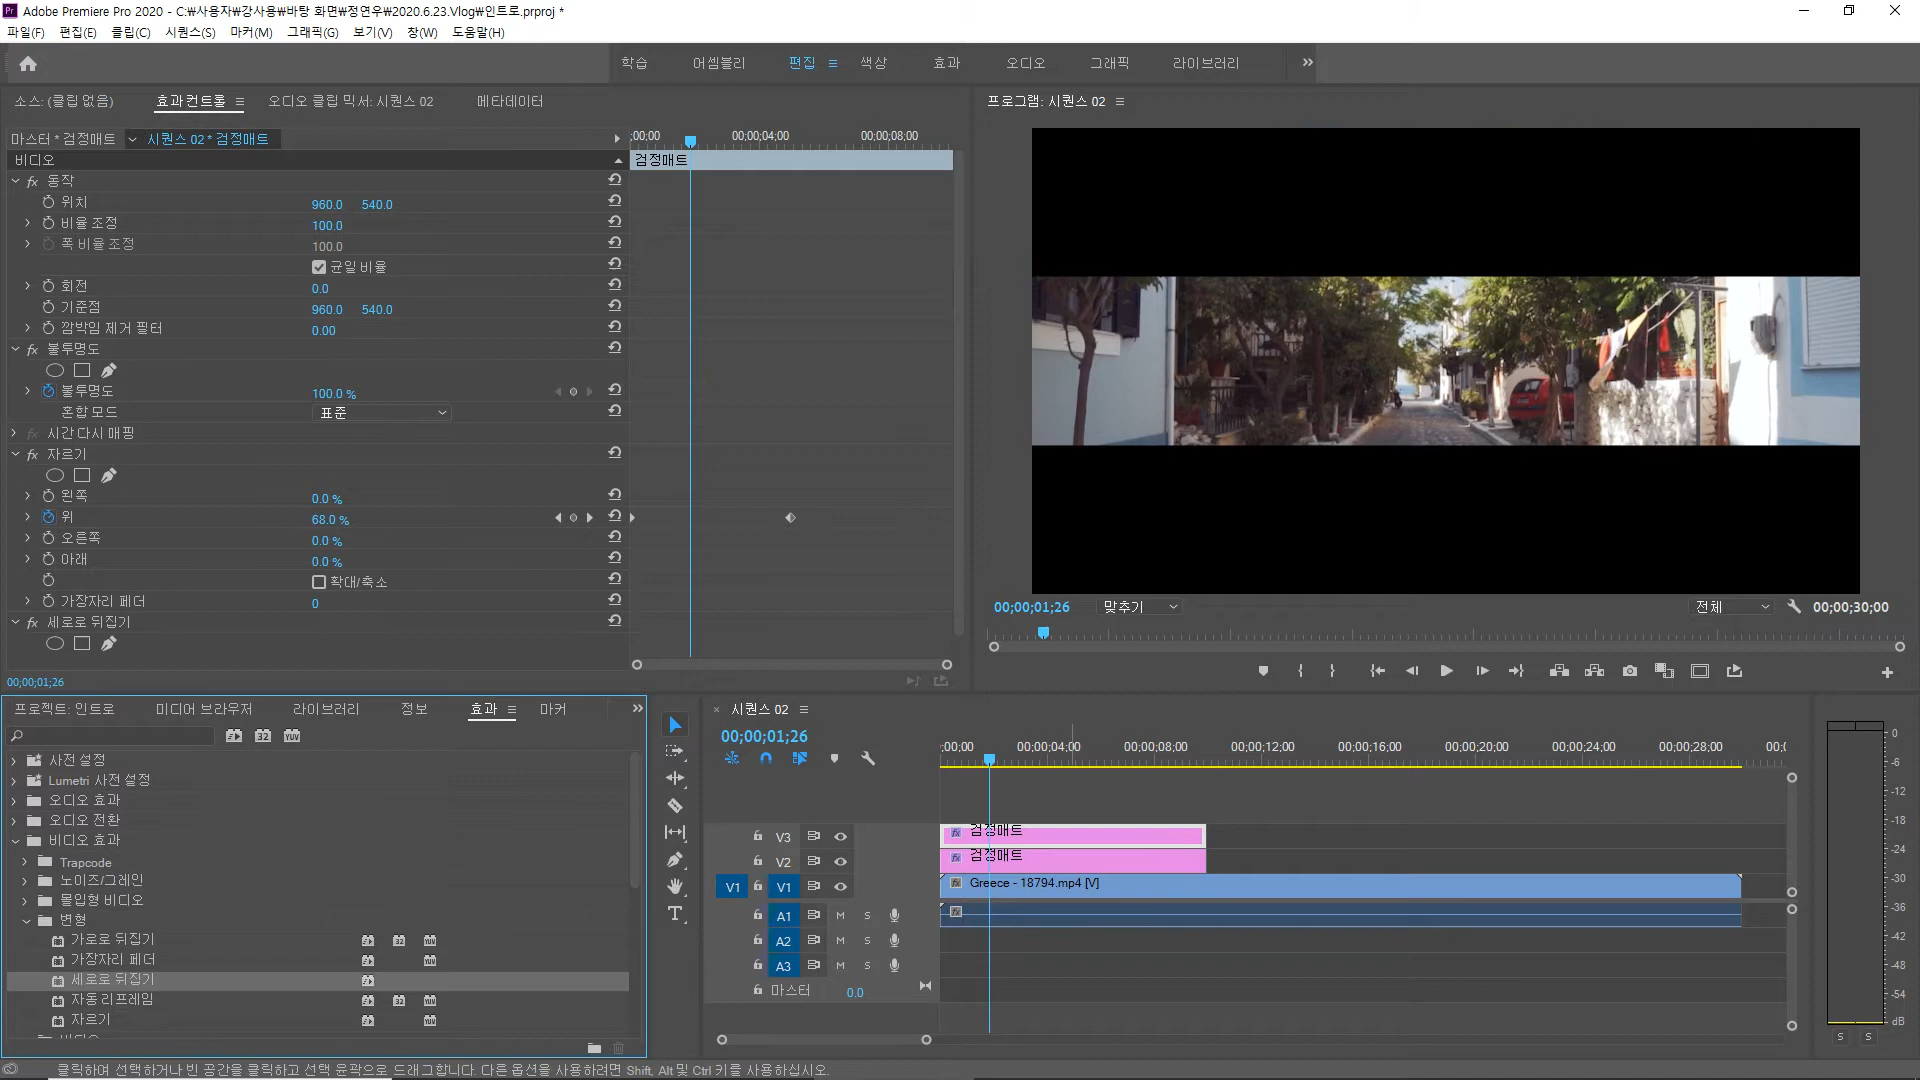 Adobe Premiere Pro 2020 - C:₩사용자₩강사용₩바탕 화면₩정연우₩2020.6.23.Vlog₩인트로.prproj *
파일(F) 편집(E) 클립(C) 시퀀스(S) 마커(M) 그래픽(G) 보기(V) 창(W) 도움말(H)
학습 어셈블리 편집 색상 효과 오디오 그래픽 라이브러리
소스: (클립 없음) 효과 컨트롤 오디오 클립 믹서: 시퀀스 02 메타데이터
프로그램: 시퀀스 02
마스터 * 검정매트 시퀀스 02 * 검정매트
;00;00 00;00;04;00 00;00;08;00
비디오
검정매트
fx 동작
위치 960.0 540.0
비율 조정 100.0
폭 비율 조정 100.0
균일 비율
회전 0.0
기준점 960.0 540.0
깜박임 제거 필터 0.00
fx 불투명도
불투명도 100.0 %
혼합 모드 표준
fx 시간 다시 매핑
fx 자르기
왼쪽 0.0 %
위 68.0 %
오른쪽 0.0 %
아래 0.0 %
확대/축소
가장자리 페더 0
fx 세로로 뒤집기
00;00;01;26
00;00;01;26 맞추기 전체 00;00;30;00
프로젝트: 인트로 미디어 브라우저 라이브러리 정보 효과 마커
32 YUV
사전 설정
Lumetri 사전 설정
오디오 효과
오디오 전환
비디오 효과
Trapcode
노이즈/그레인
몰입형 비디오
변형
가로로 뒤집기 32 YUV
가장자리 페더 YUV
세로로 뒤집기
자동 리프레임 32 YUV
자르기 YUV
비디오
시퀀스 02
00;00;01;26
;00;00 00;00;04;00 00;00;08;00 00;00;12;00 00;00;16;00 00;00;20;00 00;00;24;00 00;00;28;00 00;0
V3 fx 검정매트
V2 fx 검정매트
V1 V1 fx Greece - 18794.mp4 [V]
A1 M S fx
A2 M S
A3 M S
마스터 0.0
0
-6
-12
-18
-24
-30
-36
-42
-48
-54
dB
S S
클릭하여 선택하거나 빈 공간을 클릭하고 선택 윤곽으로 드래그합니다. 다른 옵션을 사용하려면 Shift, Alt 및 Ctrl 키를 사용하십시오.